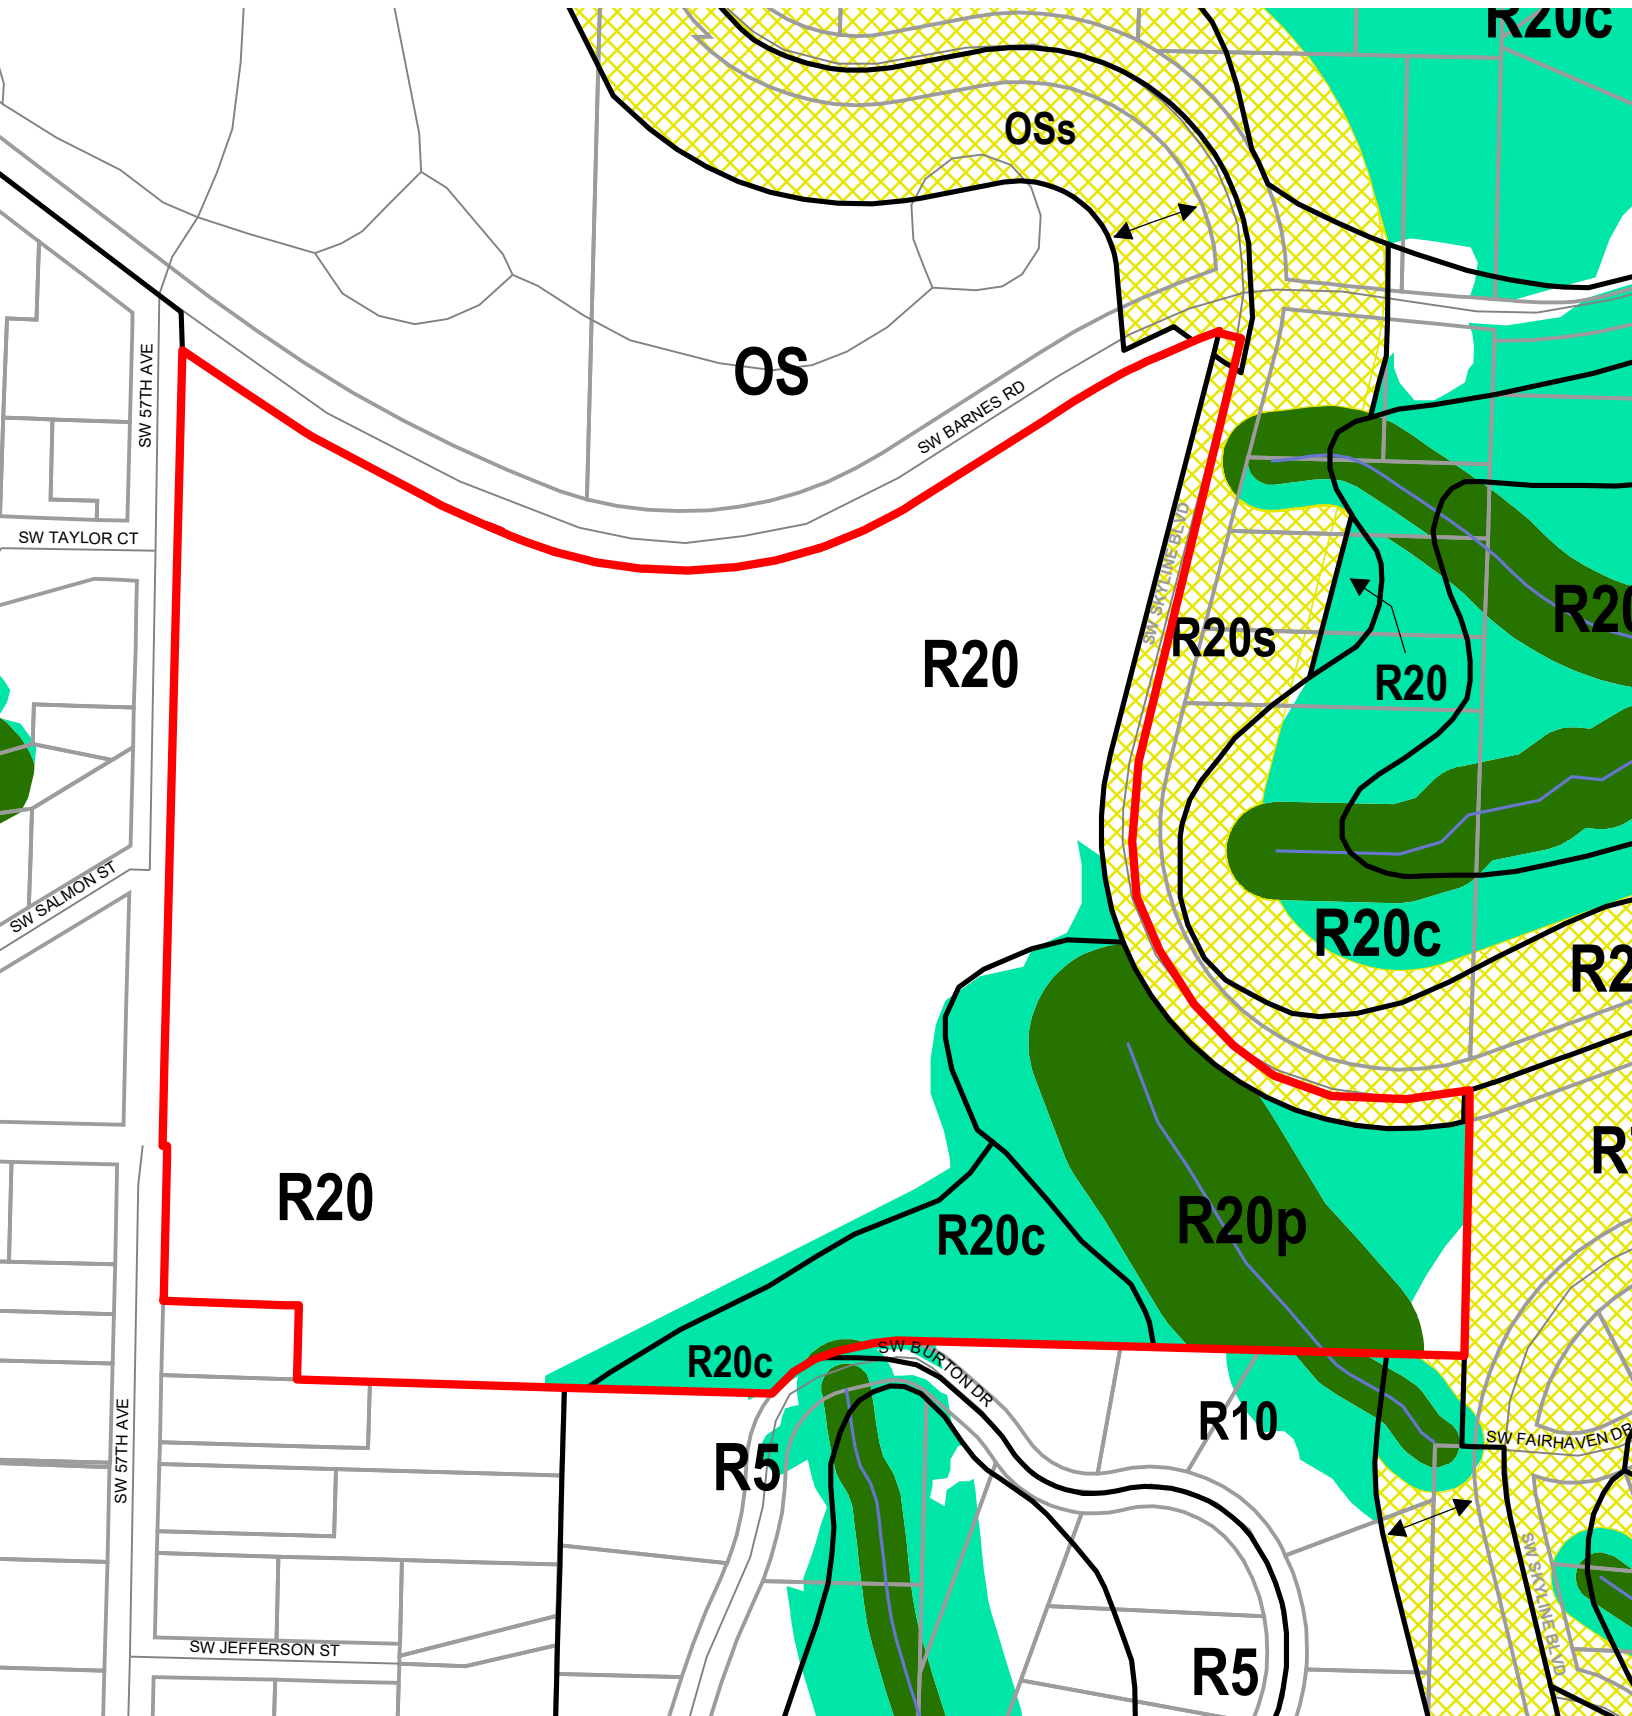 R20c
OSs
OS
SW BARNES RD
SW 57TH AVE
SW TAYLOR CT
SW SKYLINE BLVD
R20
R20s
R20
R20
SW SALMON ST
R20c
R2
R20
R20c
R20p
R20c
SW BURTON DR
R10
R5
SW FAIRHAVEN DR
SW 57TH AVE
SW SKYLINE BLVD
SW JEFFERSON ST
R5